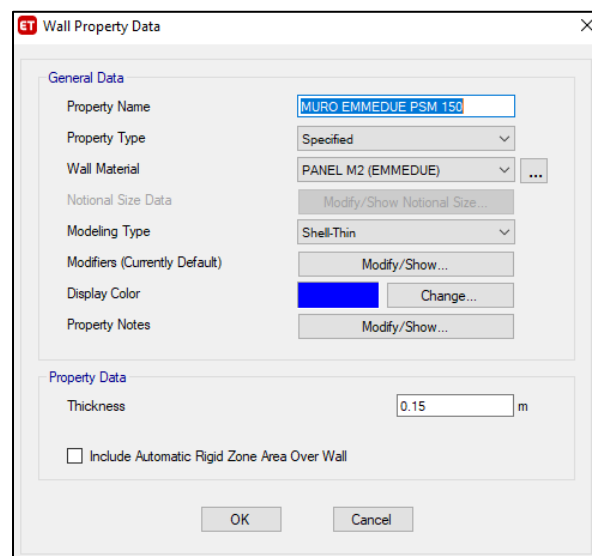 ET Wall Property Data
General Data
Property Name MURO EMMEDUE PSM 150
Property Type Specified
Wall Material PANEL M2 (EMMEDUE) ...
Notional Size Data Modify/Show Notional Size...
Modeling Type Shell-Thin
Modifiers (Currently Default) Modify/Show...
Display Color Change...
Property Notes Modify/Show...
Property Data
Thickness 0.15 m
Include Automatic Rigid Zone Area Over Wall
OK Cancel